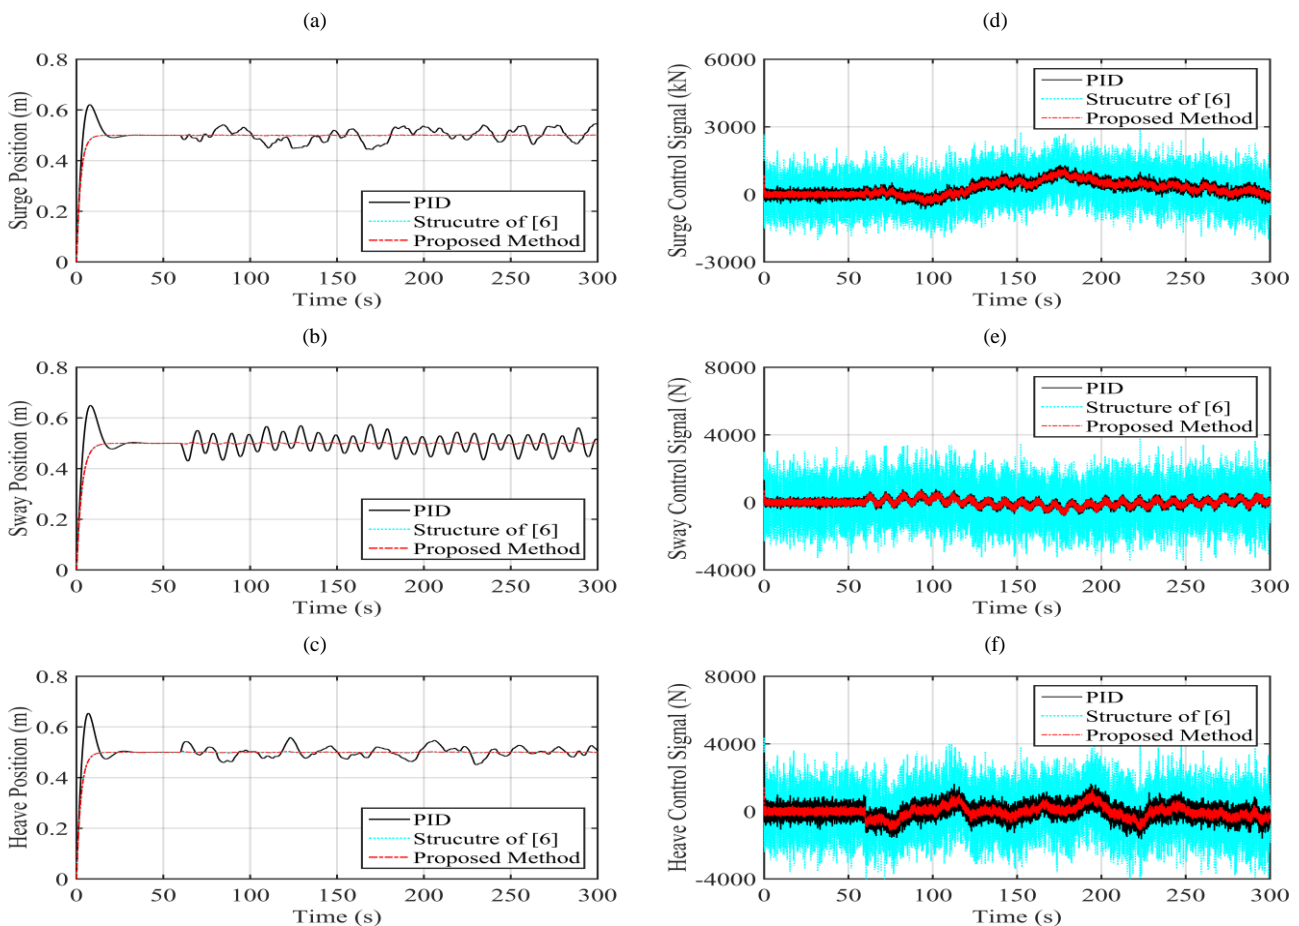 (a)
0.8
0.6
0.4
0.2
0
Surge Position (m)
PID
Strucutre of [6]
Proposed Method
0 50 100 150 200 250 300
Time (s)
(d)
6000
3000
0
-3000
Surge Control Signal (kN)
PID
Strucutre of [6]
Proposed Method
0 50 100 150 200 250 300
Time (s)
(b)
0.8
0.6
0.4
0.2
0
Sway Position (m)
PID
Structure of [6]
Proposed Method
0 50 100 150 200 250 300
Time (s)
(e)
8000
4000
0
-4000
Sway Control Signal (N)
PID
Structure of [6]
Proposed Method
0 50 100 150 200 250 300
Time (s)
(c)
0.8
0.6
0.4
0.2
0
Heave Position (m)
PID
Strucutre of [6]
Proposed Method
0 50 100 150 200 250 300
Time (s)
(f)
8000
4000
0
-4000
Heave Control Signal (N)
PID
Structure of [6]
Proposed Method
0 50 100 150 200 250 300
Time (s)